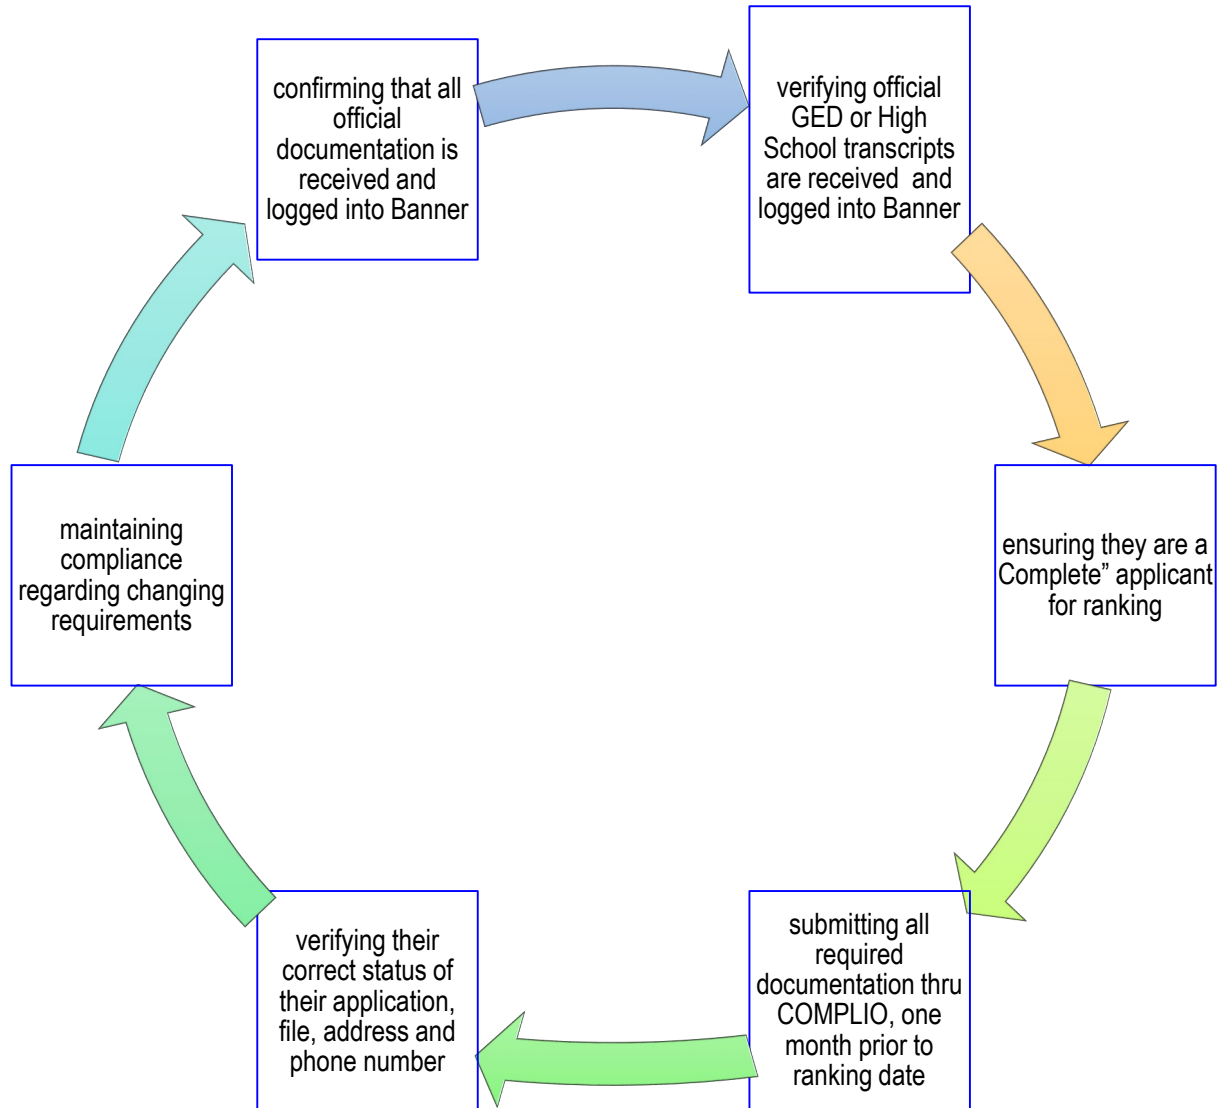 confirming that all
official
documentation is
received and
logged into Banner
verifying official
GED or High
School transcripts
are received and
logged into Banner
ensuring they are a
Complete” applicant
for ranking
submitting all
required
documentation thru
COMPLIO, one
month prior to
ranking date
verifying their
correct status of
their application,
file, address and
phone number
maintaining
compliance
regarding changing
requirements